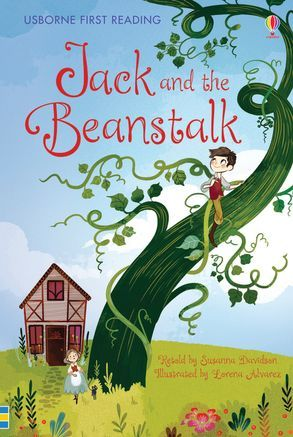 USBORNE FIRST READING
Jack and the
Beanstalk
Retold by Susanna Davidson
Illustrated by Lorena Alvarez